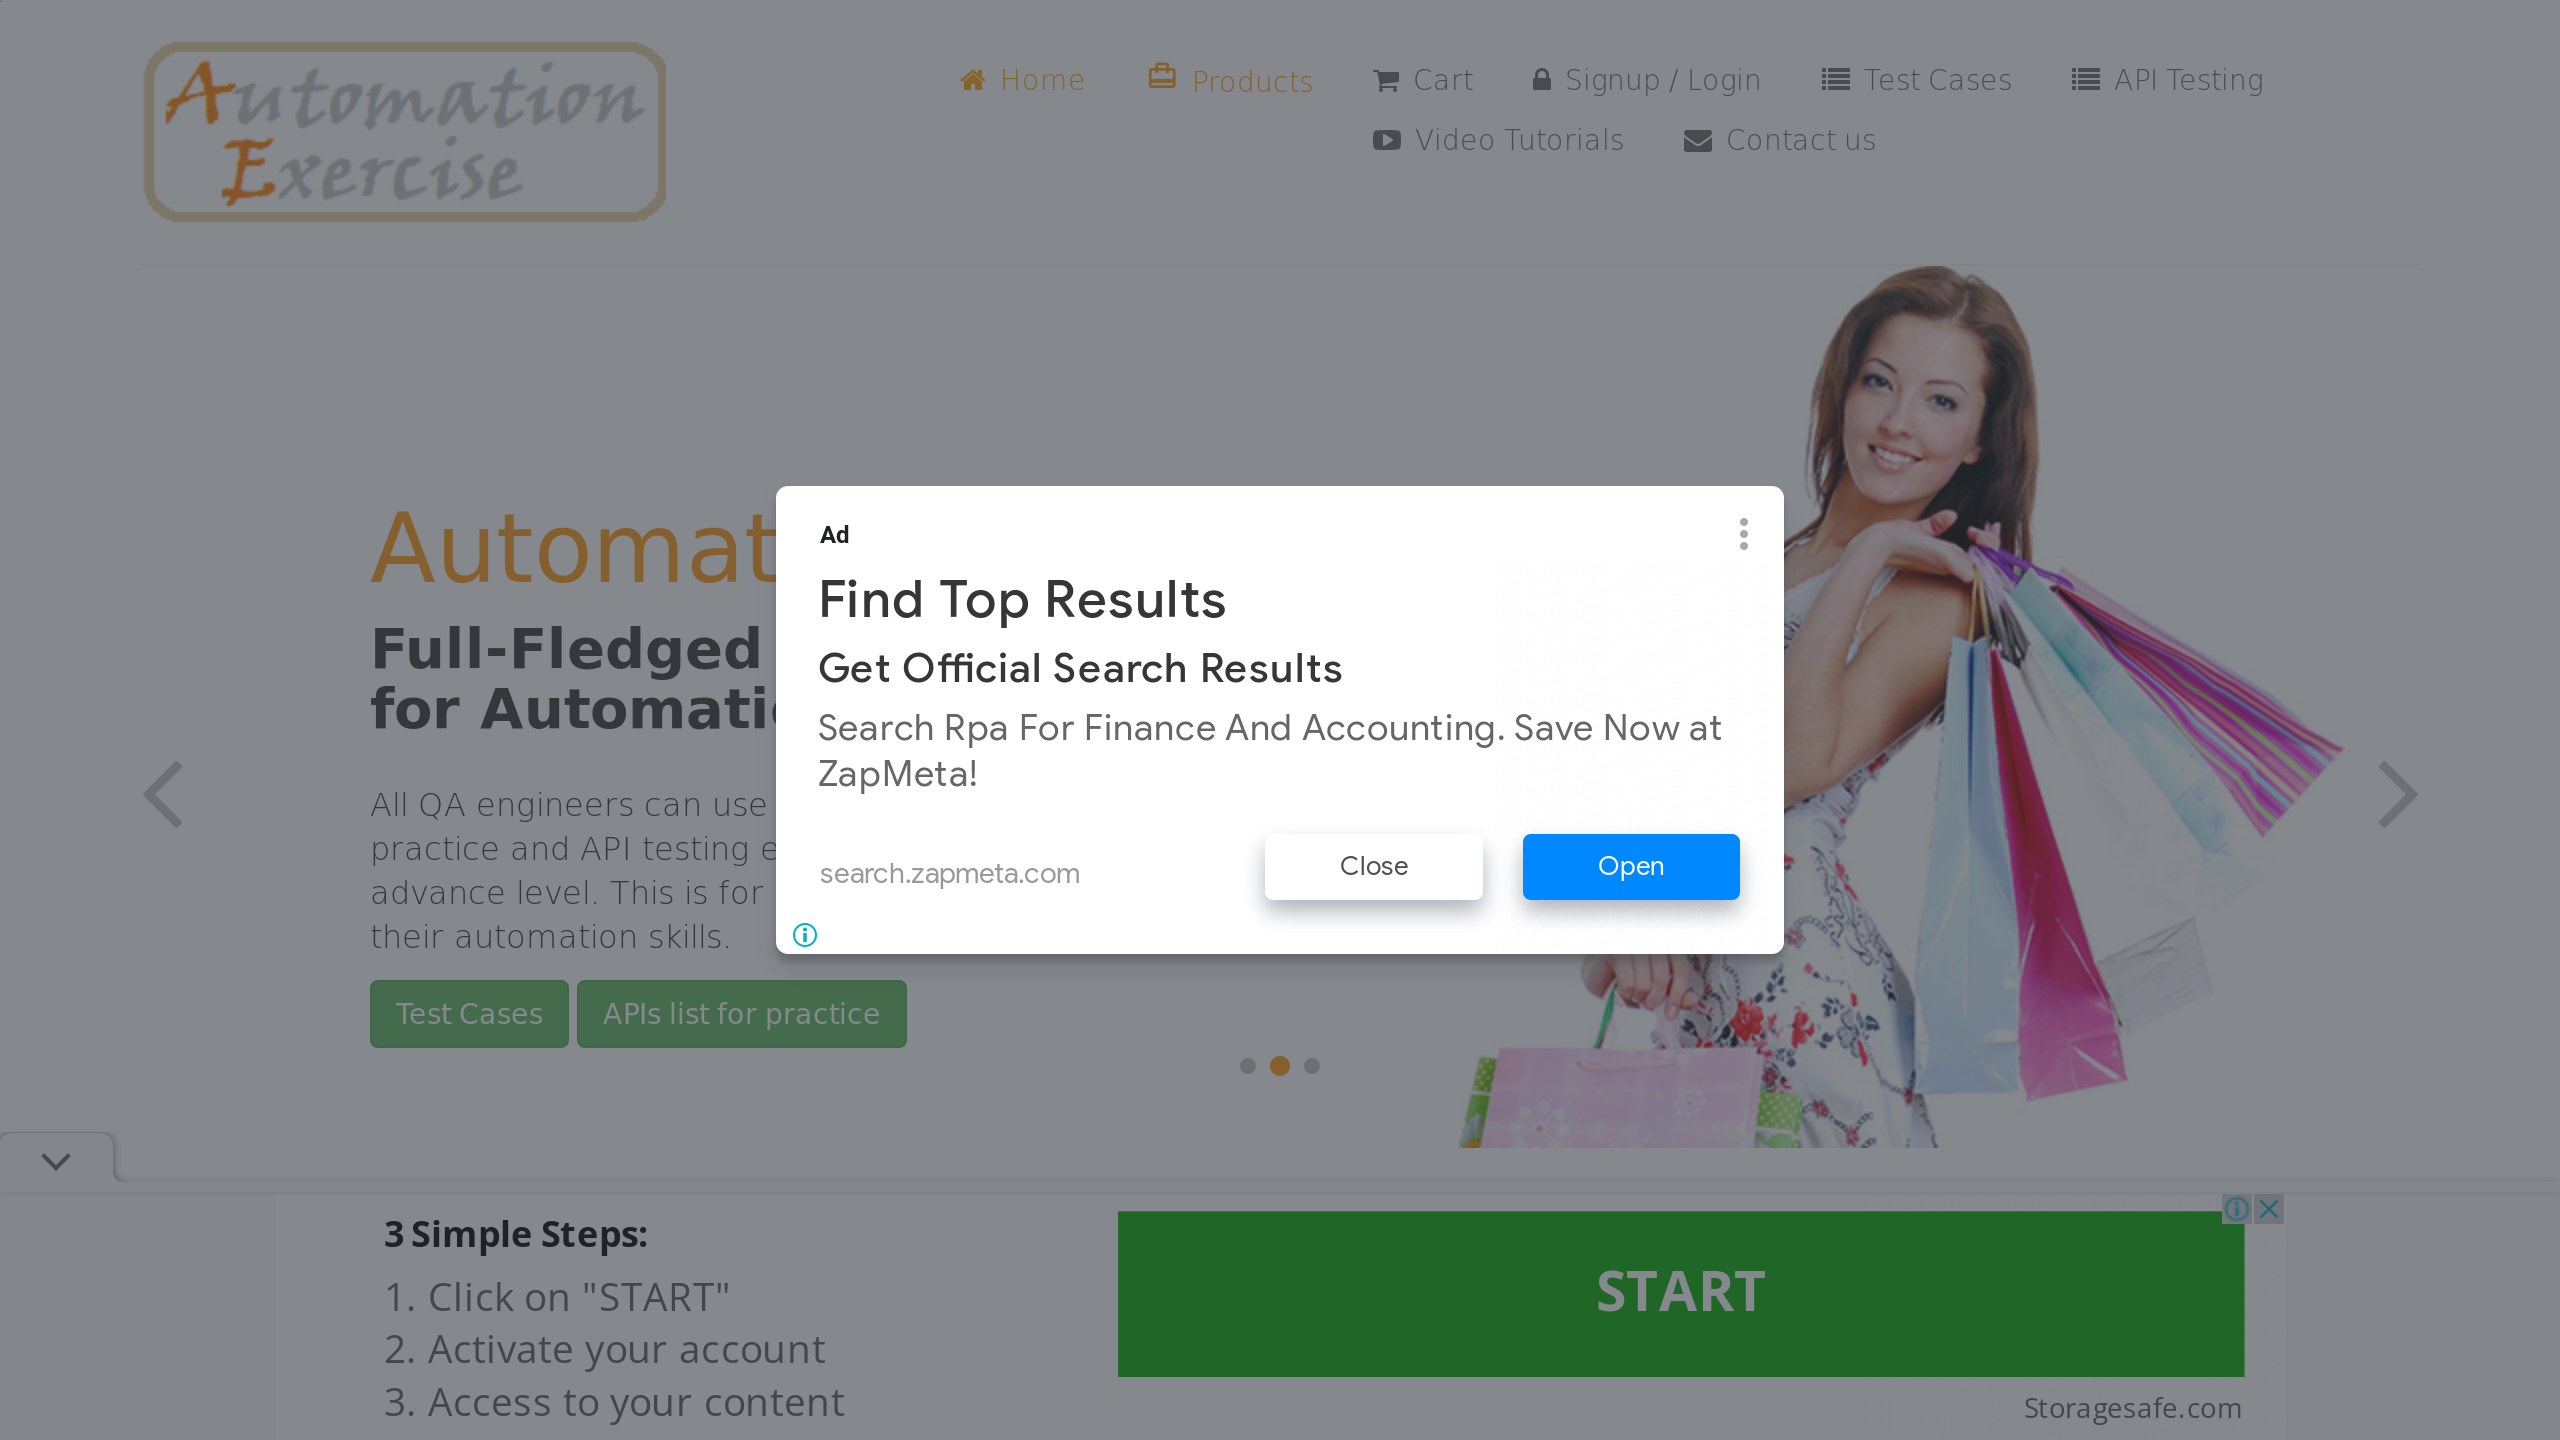 Automation
Exercise
Home
Products
Cart
Signup / Login
Test Cases
API Testing
Video Tutorials
Contact us
Automat
Full-Fledged
for Automatio
All QA engineers can use
practice and API testing e
advance level. This is for
their automation skills.
Test Cases
APIs list for practice
Ad
Find Top Results
Get Official Search Results
Search Rpa For Finance And Accounting. Save Now at
ZapMeta!
search.zapmeta.com
Close
Open
3 Simple Steps:
1. Click on "START"
2. Activate your account
3. Access to your content
START
Storagesafe.com